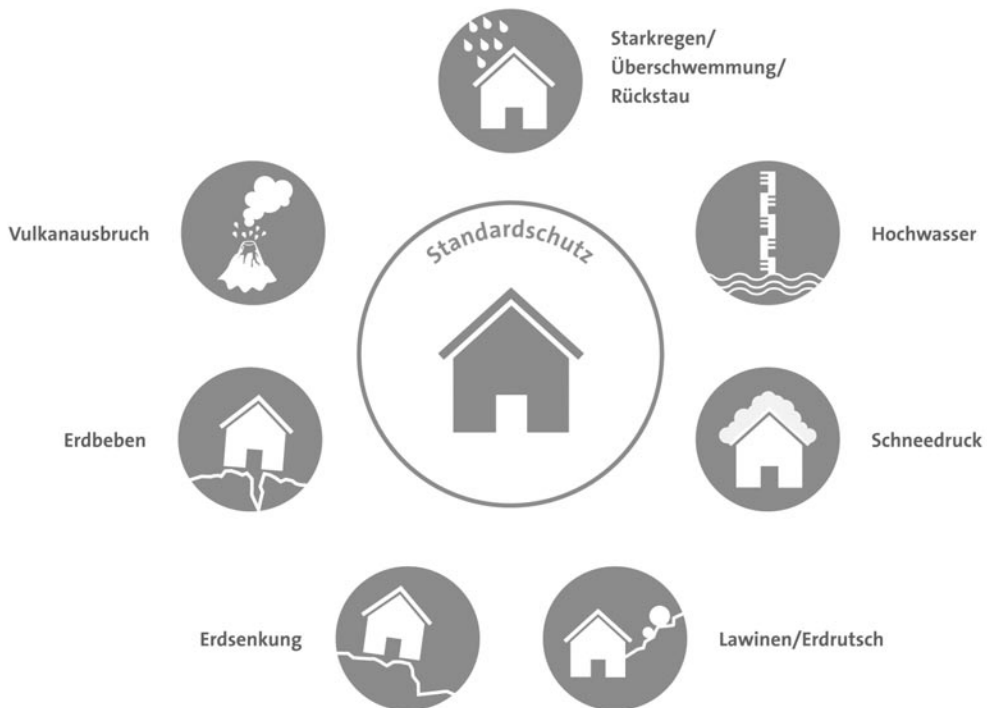 Starkregen/
Überschwemmung/
Rückstau
Vulkanausbruch
Hochwasser
Standardschutz
Erdbeben
Schneedruck
Erdsenkung
Lawinen/Erdrutsch